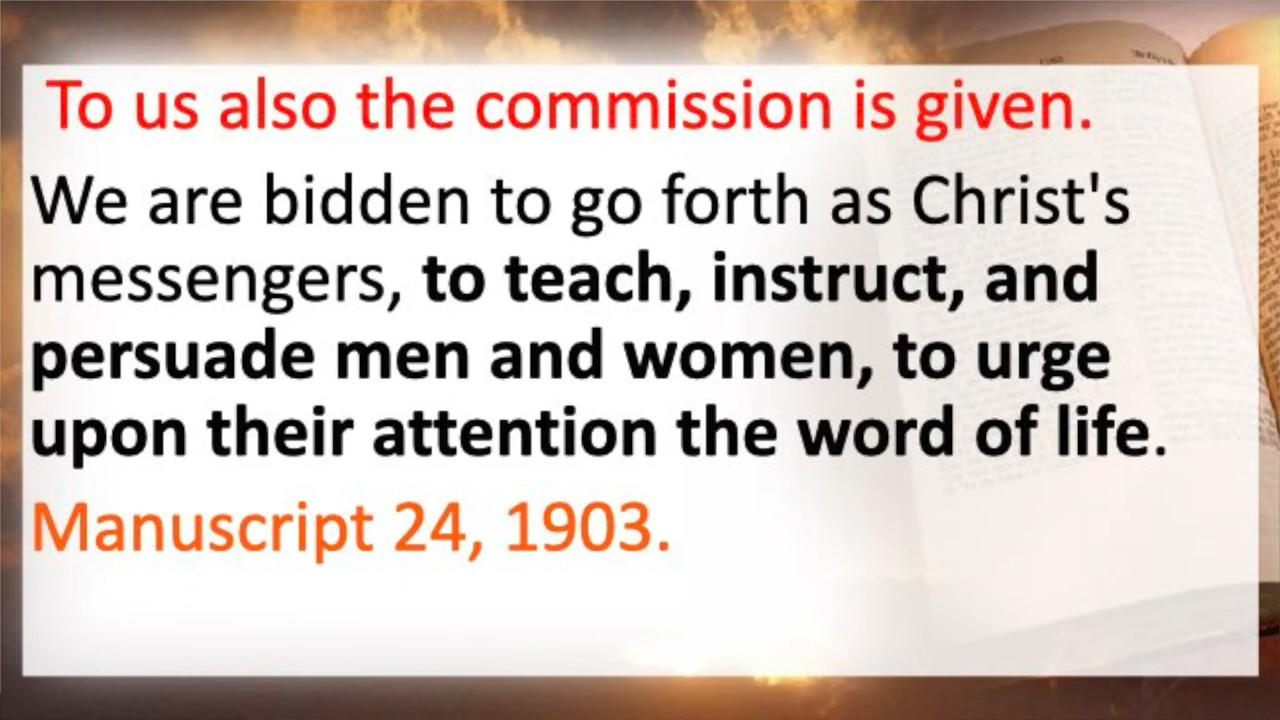 To us also the commission is given.
We are bidden to go forth as Christ's
messengers, to teach, instruct, and
persuade men and women, to urge
upon their attention the word of life.
Manuscript 24, 1903.